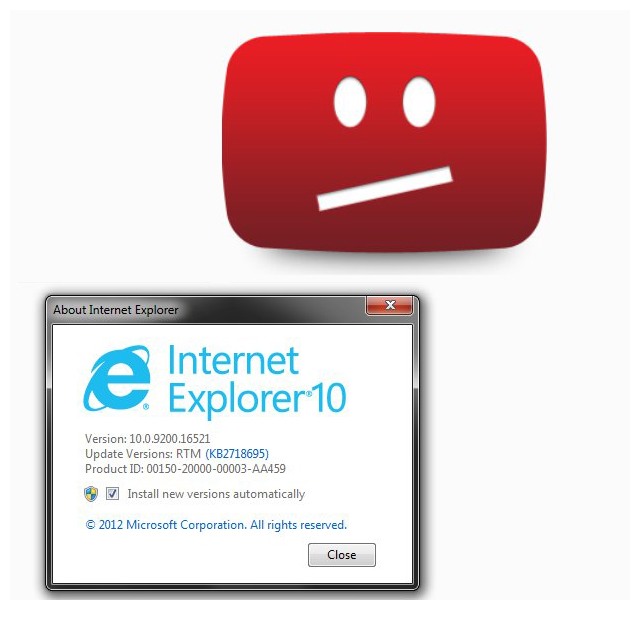 About Internet Explorer
Internet
Explorer®10
Version: 10.0.9200.16521
Update Versions: RTM (KB2718695)
Product ID: 00150-20000-00003-AA459
Install new versions automatically
© 2012 Microsoft Corporation. All rights reserved.
Close